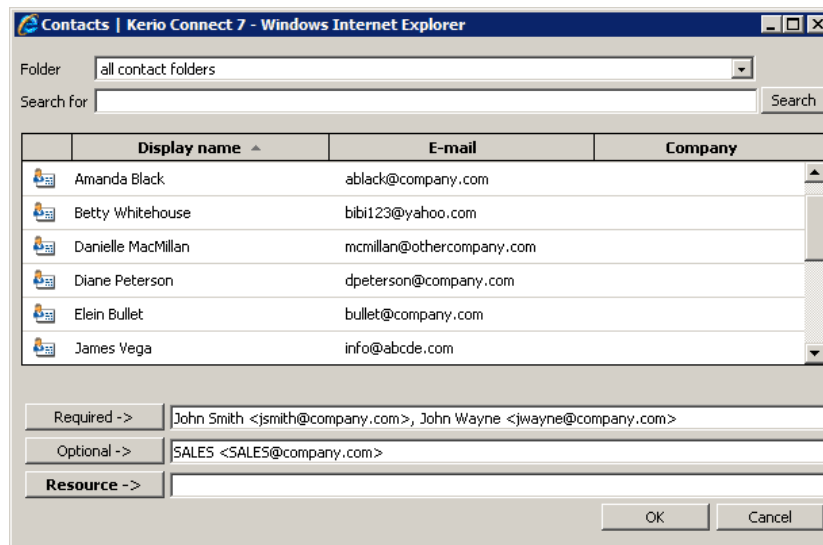 Contacts | Kerio Connect 7 - Windows Internet Explorer
Folder all contact folders
Search for Search
Display name E-mail Company
Amanda Black ablack@company.com
Betty Whitehouse bibi123@yahoo.com
Danielle MacMillan mcmillan@othercompany.com
Diane Peterson dpeterson@company.com
Elein Bullet bullet@company.com
James Vega info@abcde.com
Required -> John Smith <jsmith@company.com>, John Wayne <jwayne@company.com>
Optional -> SALES <SALES@company.com>
Resource ->
OK Cancel